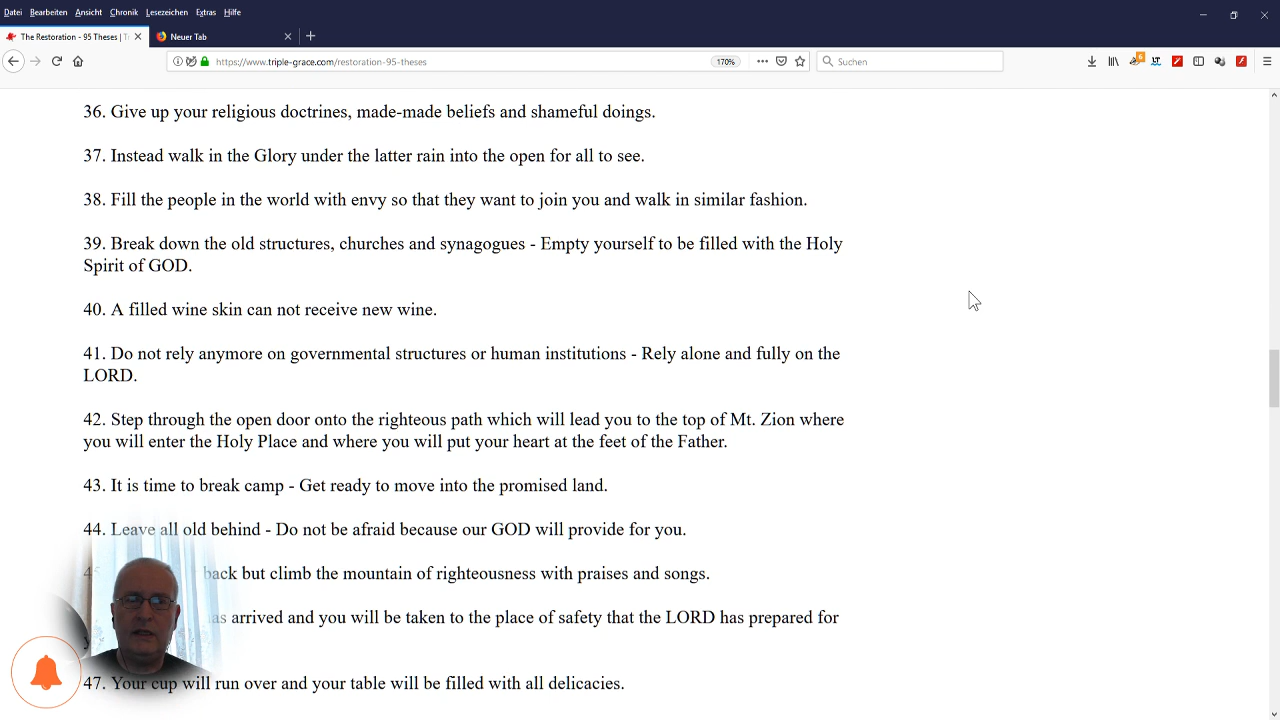 Datei Bearbeiten Ansicht Chronik Lesezeichen Extras Hilfe
The Restoration - 95 Theses | Neuer Tab
https://www.triple-grace.com/restoration-95-theses 170% Suchen
36. Give up your religious doctrines, made-made beliefs and shameful doings.
37. Instead walk in the Glory under the latter rain into the open for all to see.
38. Fill the people in the world with envy so that they want to join you and walk in similar fashion.
39. Break down the old structures, churches and synagogues - Empty yourself to be filled with the Holy
Spirit of GOD.
40. A filled wine skin can not receive new wine.
41. Do not rely anymore on governmental structures or human institutions - Rely alone and fully on the
LORD.
42. Step through the open door onto the righteous path which will lead you to the top of Mt. Zion where
you will enter the Holy Place and where you will put your heart at the feet of the Father.
43. It is time to break camp - Get ready to move into the promised land.
44. Leave all old behind - Do not be afraid because our GOD will provide for you.
back but climb the mountain of righteousness with praises and songs.
arrived and you will be taken to the place of safety that the LORD has prepared for
47. Your cup will run over and your table will be filled with all delicacies.